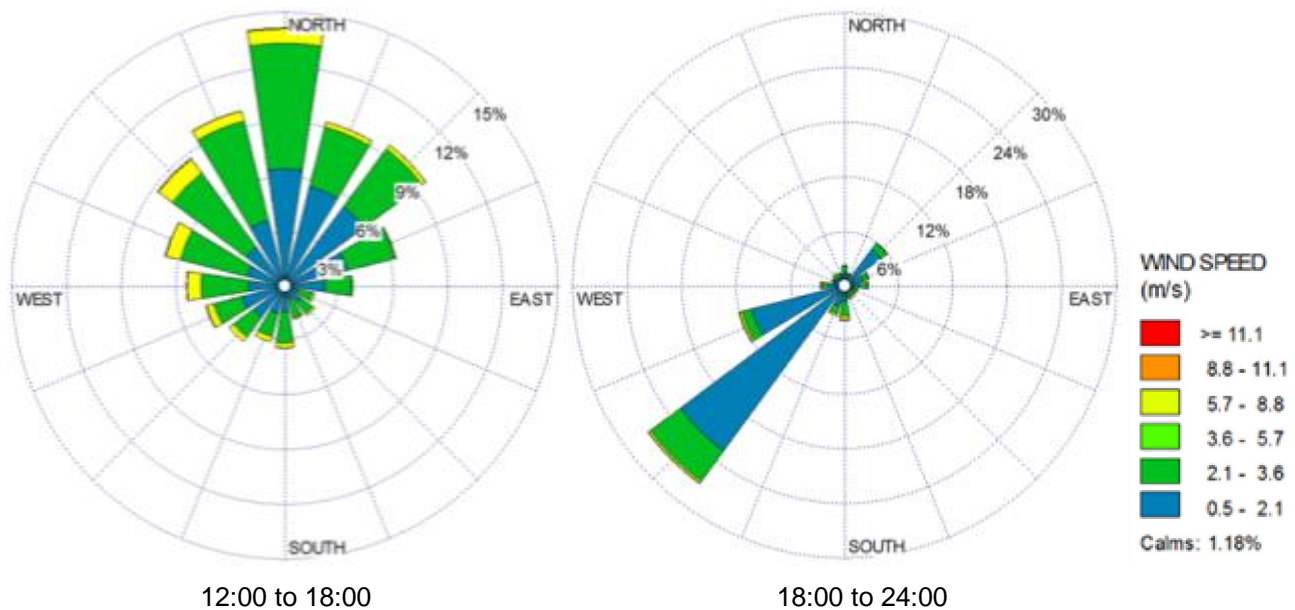 NORTH
15%
12%
9%
6%
3%
WEST
EAST
SOUTH
12:00 to 18:00
NORTH
30%
24%
18%
12%
6%
WEST
EAST
SOUTH
18:00 to 24:00
WIND SPEED
(m/s)
>= 11.1
8.8 - 11.1
5.7 - 8.8
3.6 - 5.7
2.1 - 3.6
0.5 - 2.1
Calms: 1.18%